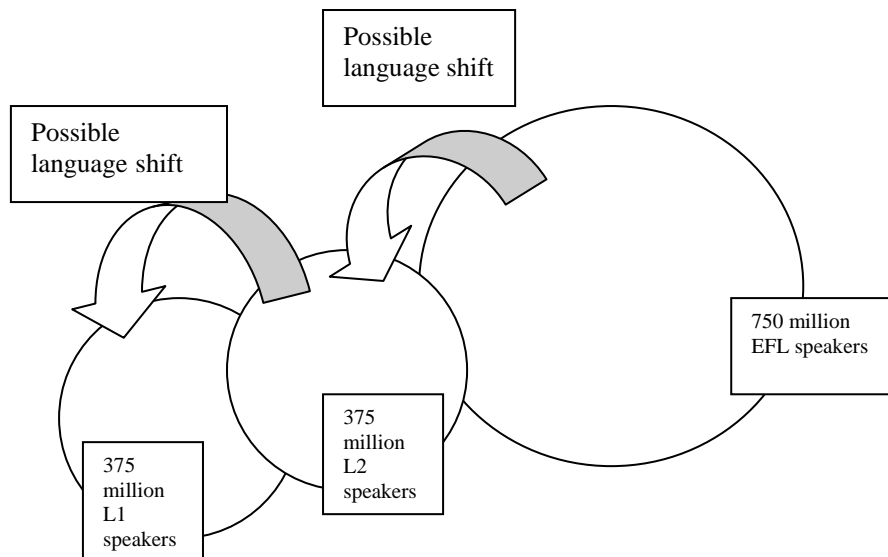 Possible
language shift
Possible
language shift
750 million
EFL speakers
375
million
L2
speakers
375
million
L1
speakers